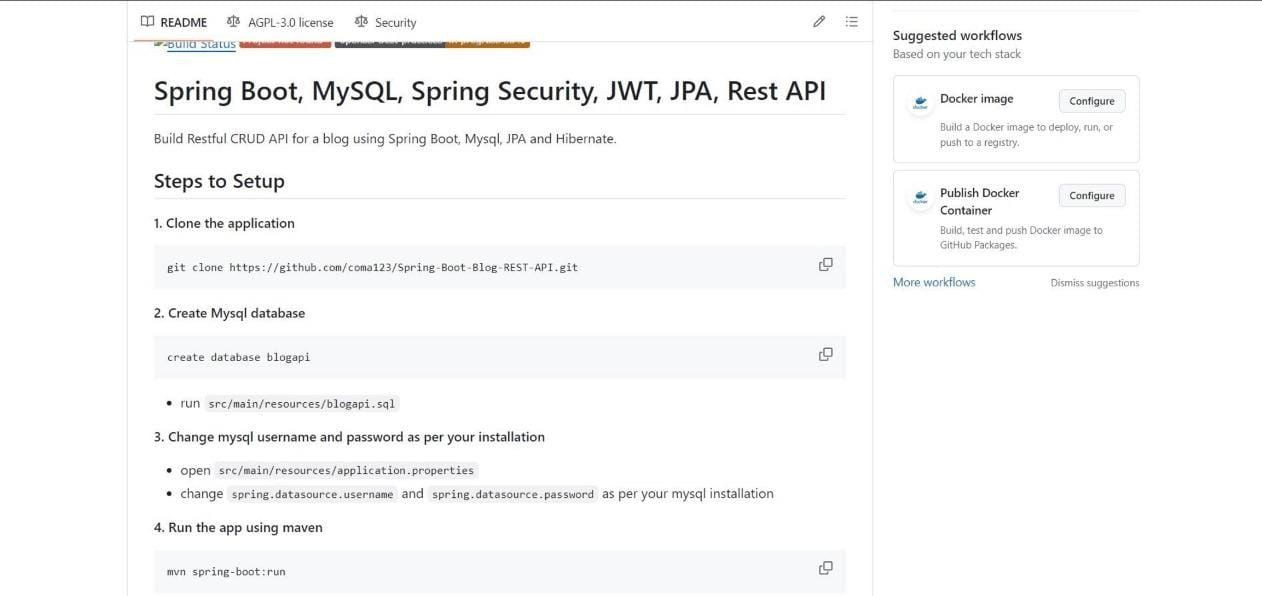 README
AGPL-3.0 license
Security
Build Status
Spring Boot, MySQL, Spring Security, JWT, JPA, Rest API
Build Restful CRUD API for a blog using Spring Boot, Mysql, JPA and Hibernate.
Steps to Setup
1. Clone the application
git clone https://github.com/coma123/Spring-Boot-Blog-REST-API.git
2. Create Mysql database
create database blogapi
• run src/main/resources/blogapi.sql
3. Change mysql username and password as per your installation
• open src/main/resources/application.properties
• change spring.datasource.username and spring.datasource.password as per your mysql installation
4. Run the app using maven
mvn spring-boot:run
Suggested workflows
Based on your tech stack
Docker image
Configure
Build a Docker image to deploy, run, or
push to a registry.
Publish Docker
Container
Configure
Build, test and push Docker image to
GitHub Packages.
More workflows
Dismiss suggestions